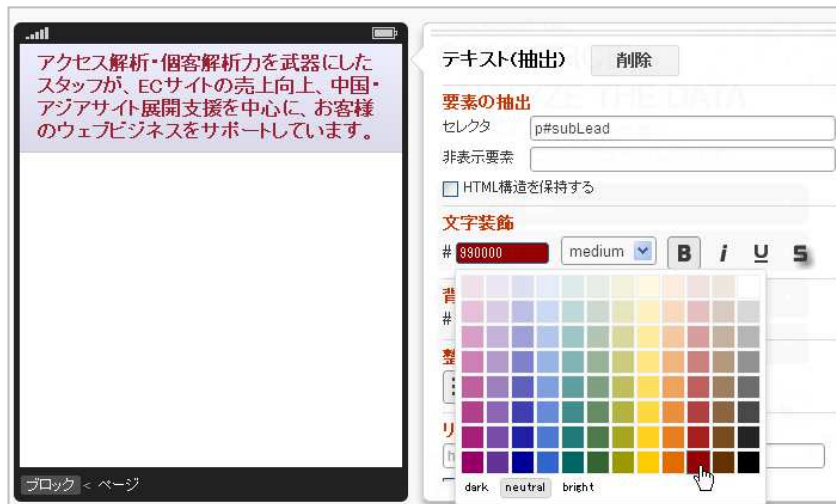 アクセス解析・個客解析力を武器にした
スタッフが、ECサイトの売上向上、中国・
アジアサイト展開支援を中心に、お客様
のウェブビジネスをサポートしています。
ブロック < ページ
テキスト(抽出) 削除
要素の抽出
セレクタ p#subLead
非表示要素
HTML構造を保持する
文字装飾
# 990000 medium B i U S
背
#
整
リ
h
dark neutral bright